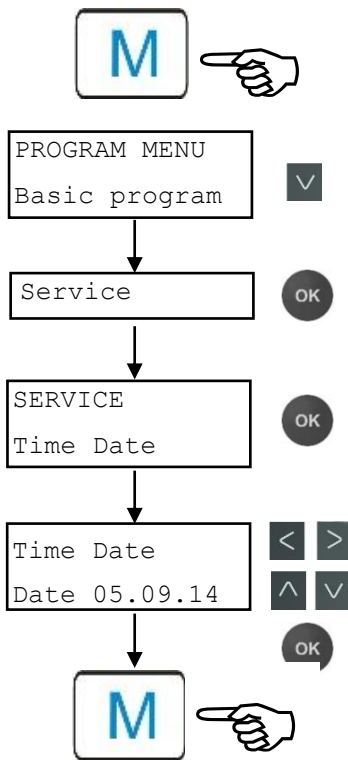 M
PROGRAM MENU
Basic program
Service
OK
SERVICE
Time Date
OK
Time Date
Date 05.09.14
OK
M